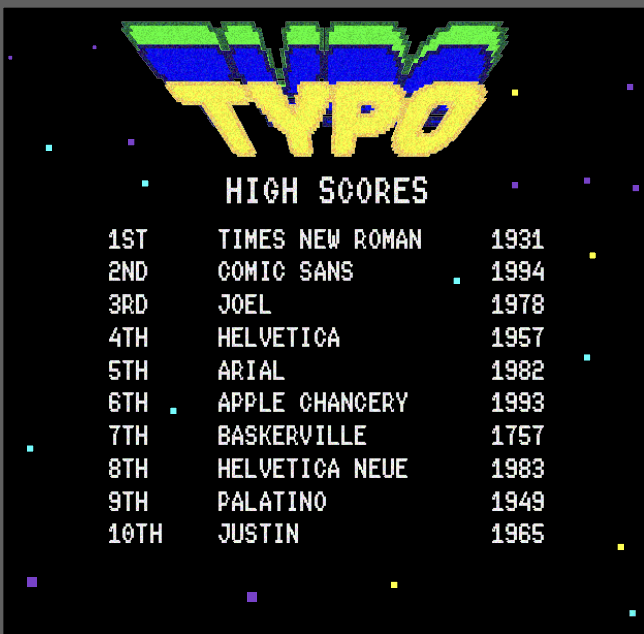 TYPO
HIGH SCORES
1ST TIMES NEW ROMAN 1931
2ND COMIC SANS 1994
3RD JOEL 1978
4TH HELVETICA 1957
5TH ARIAL 1982
6TH APPLE CHANCERY 1993
7TH BASKERVILLE 1757
8TH HELVETICA NEUE 1983
9TH PALATINO 1949
10TH JUSTIN 1965